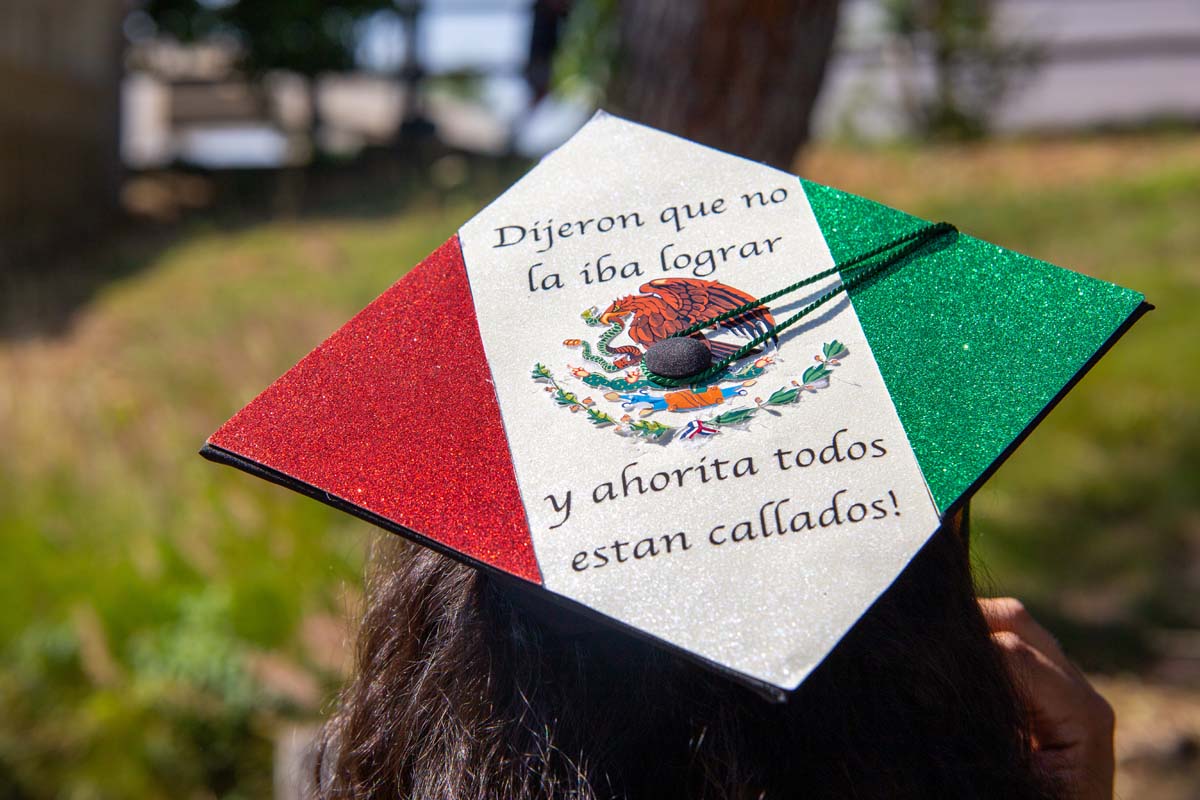 Dijeron que no
la iba lograr
y ahorita todos
estan callados!